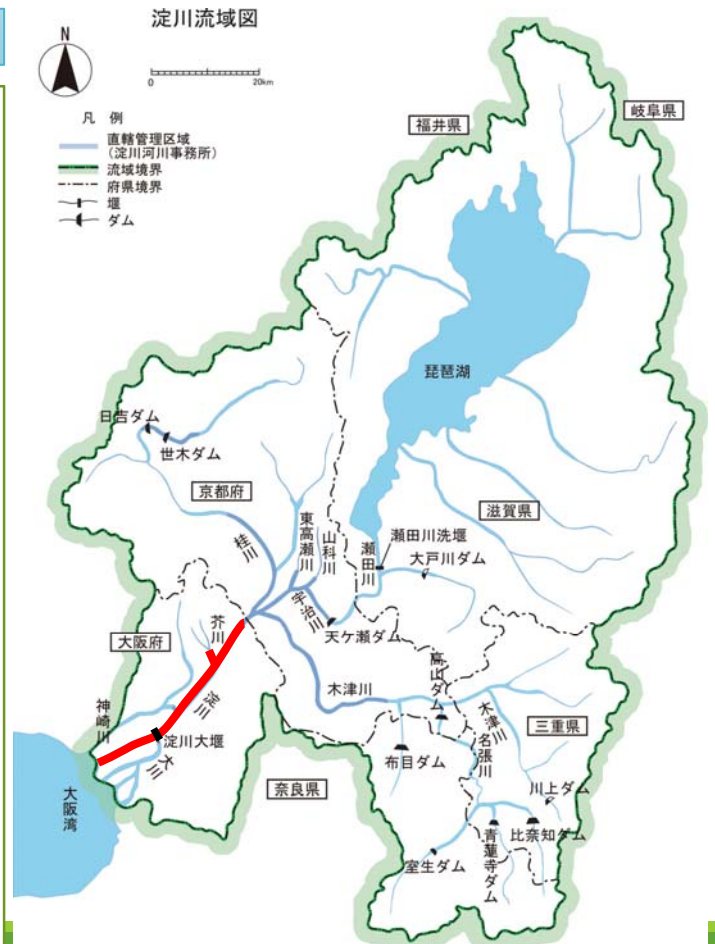 淀川流域図
N
0
20km
凡 例
直轄管理区域
(淀川河川事務所)
流域境界
府県境界
堰
ダム
福井県
岐阜県
琵琶湖
日吉ダム
世木ダム
京都府
滋賀県
桂川
東高瀬川
山科川
宇治川
瀬田川
瀬田川洗堰
大戸川ダム
天ケ瀬ダム
大阪府
芥川
淀川
神崎川
淀川大堰
大川
大阪湾
木津川
高山ダム
木津川
名張川
三重県
布目ダム
奈良県
川上ダム
比奈知ダム
青蓮寺ダム
室生ダム